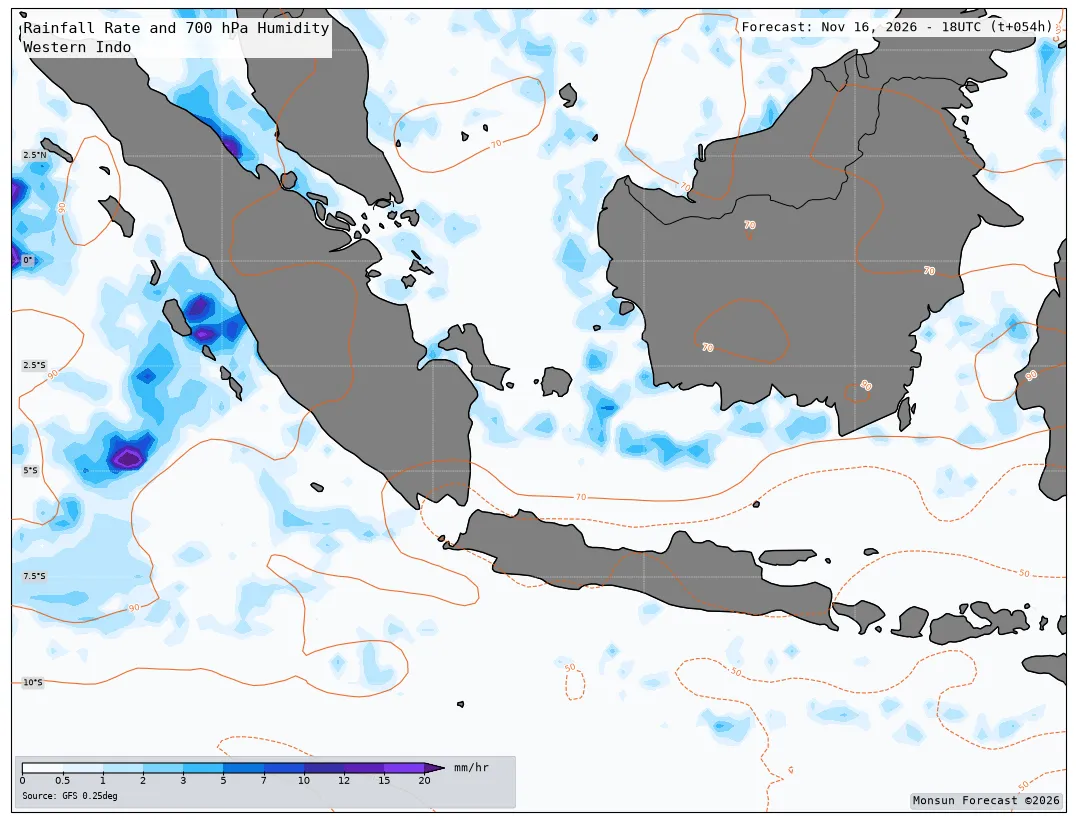 Rainfall Rate and 700 hPa Humidity
Western Indo
Forecast: Nov 16, 2026 - 18UTC (t+054h)
70
2.5°N
70
90
70
0°
70
2.5°S
70
90
90
90
5°S
70
50
7.5°S
90
50
50
10°S
50
mm/hr
0 0.5 1 2 3 5 7 10 12 15 20
Source: GFS 0.25deg
Monsun Forecast ©2026